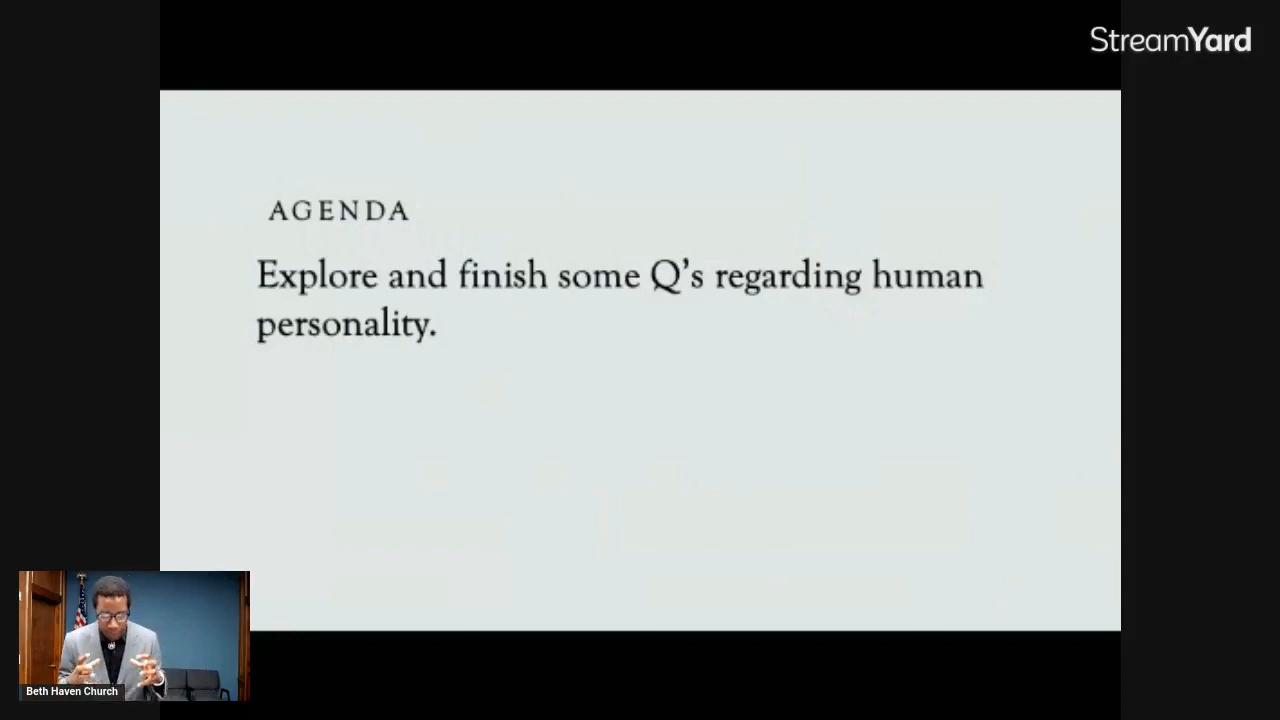 StreamYard
AGENDA
Explore and finish some Q's regarding human
personality.
Beth Haven Church